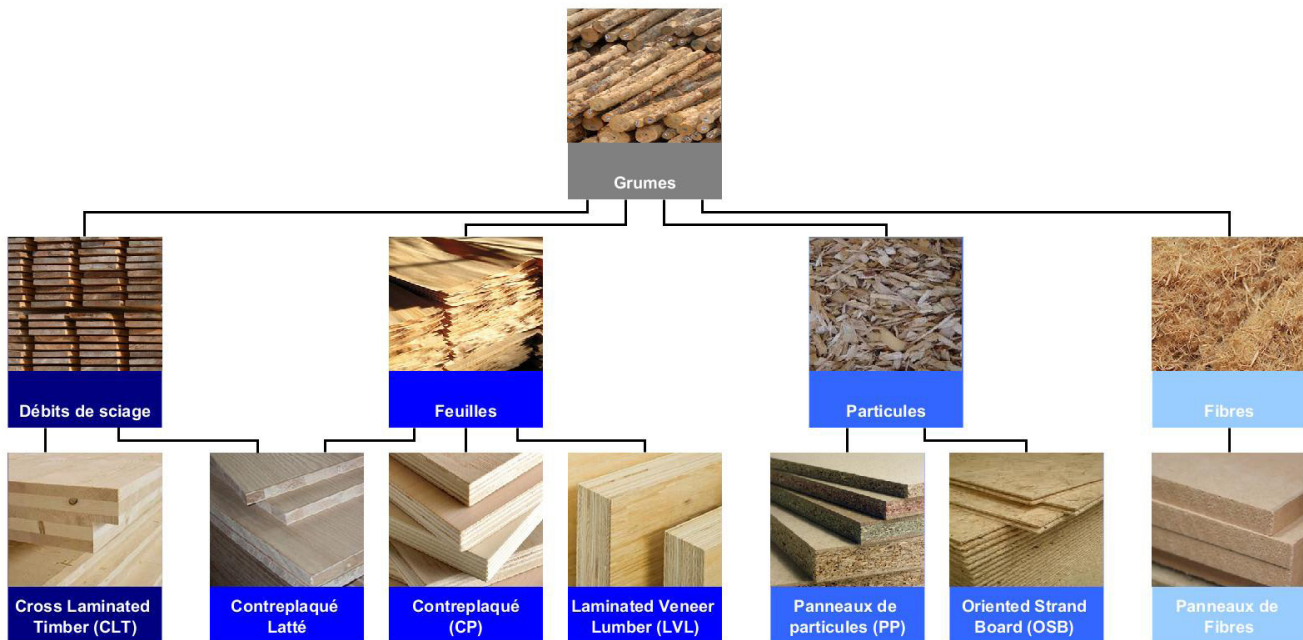 Grumes
Débits de sciage
Feuilles
Particules
Fibres
Cross Laminated
Timber (CLT)
Contreplaqué
Latté
Contreplaqué
(CP)
Laminated Veneer
Lumber (LVL)
Panneaux de
particules (PP)
Oriented Strand
Board (OSB)
Panneaux de
Fibres